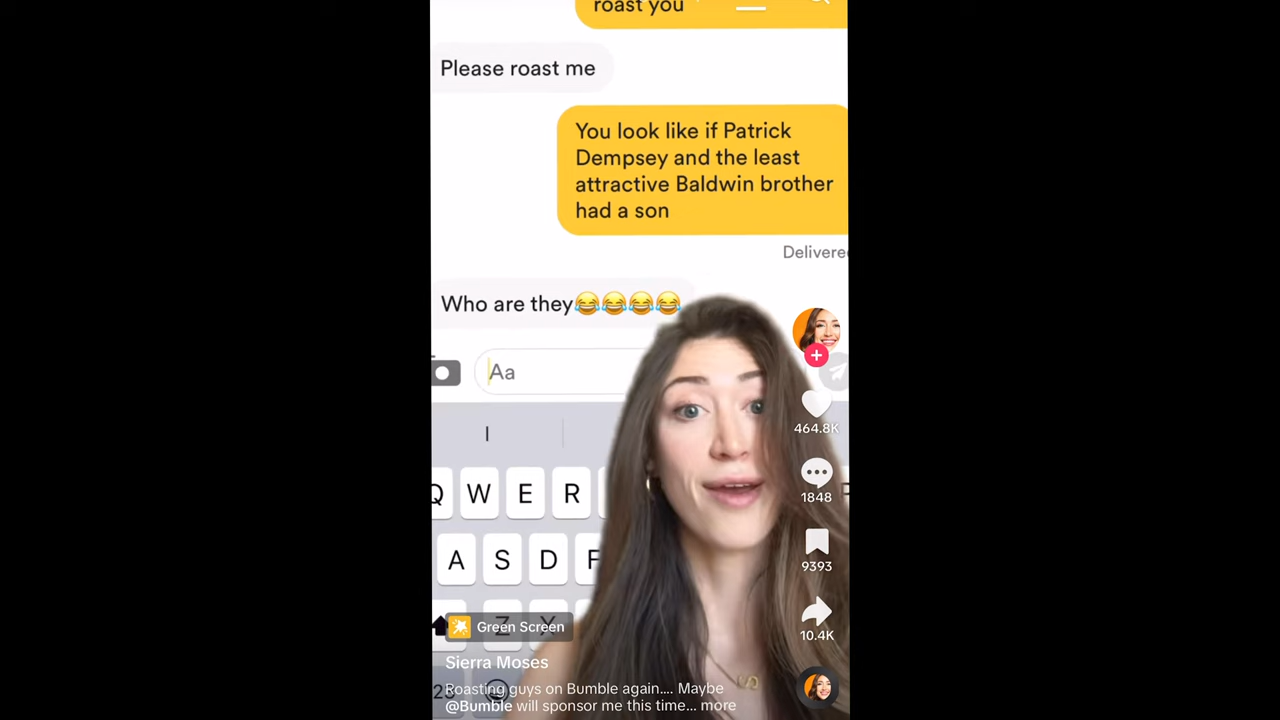 roast you
Please roast me
You look like if Patrick
Dempsey and the least
attractive Baldwin brother
had a son
Delivere
Who are they😂😂😂😂
Aa
I
Q W E R
A S D F
Z X
464.8K
1848
9393
10.4K
Green Screen
Sierra Moses
Roasting guys on Bumble again.... Maybe
@Bumble will sponsor me this time... more